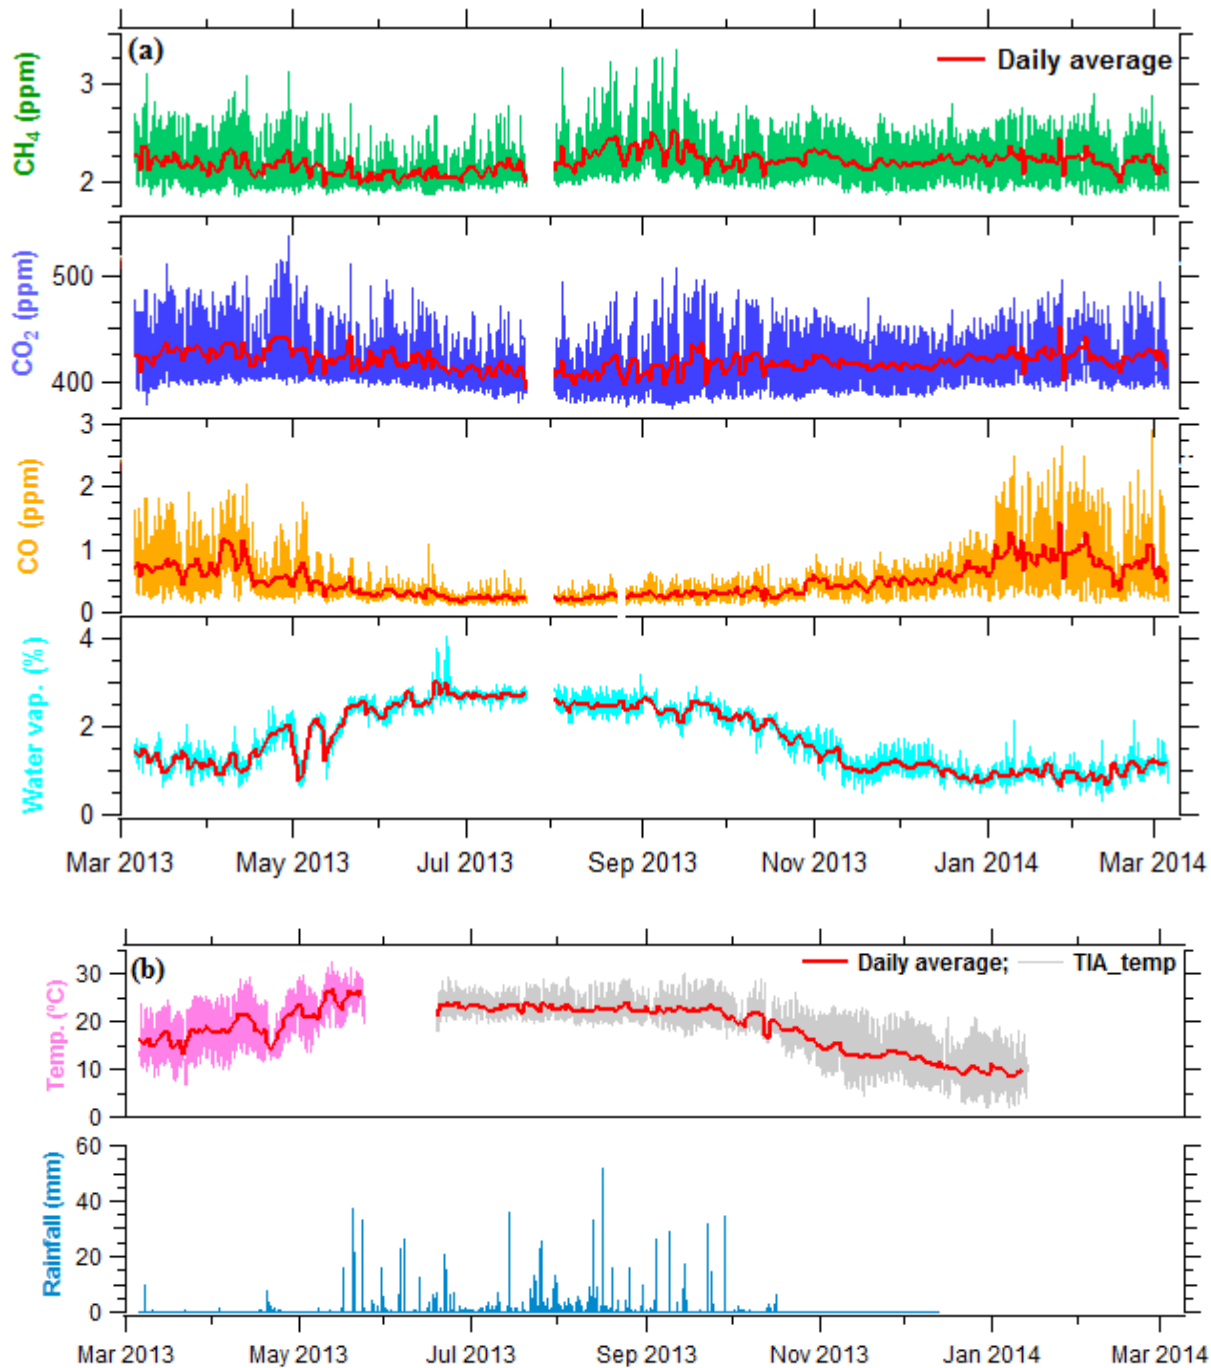 (a)
Daily average
CH4 (ppm)
3
2
CO2 (ppm)
500
400
CO (ppm)
3
2
1
0
Water vap. (%)
4
2
0
Mar 2013 May 2013 Jul 2013 Sep 2013 Nov 2013 Jan 2014 Mar 2014
(b)
Daily average; TIA_temp
Temp. (°C)
30
20
10
0
Rainfall (mm)
60
40
20
0
Mar 2013 May 2013 Jul 2013 Sep 2013 Nov 2013 Jan 2014 Mar 2014